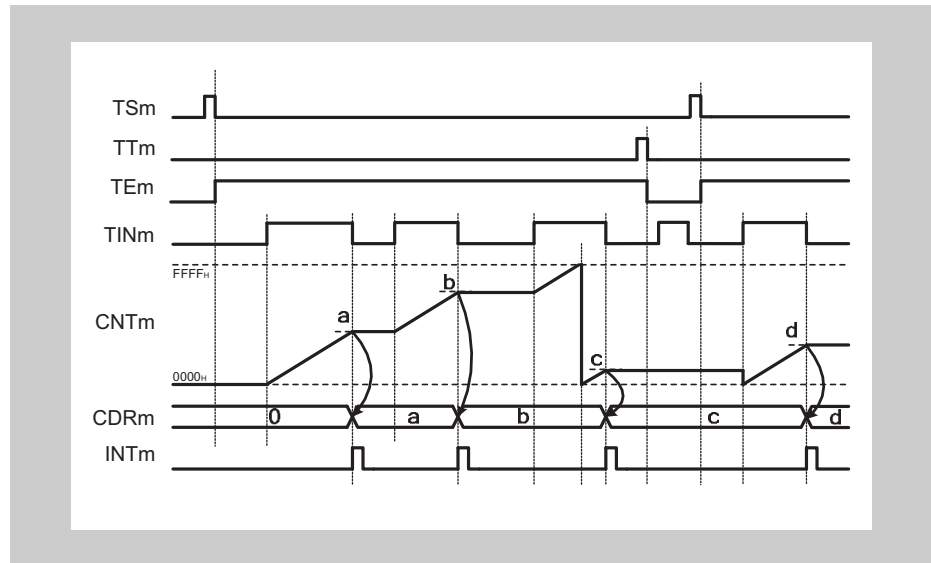 TSm
TTm
TEm
TINm
FFFFH
b
CNTm
a
d
c
0000H
CDRm 0 a b c d
INTm